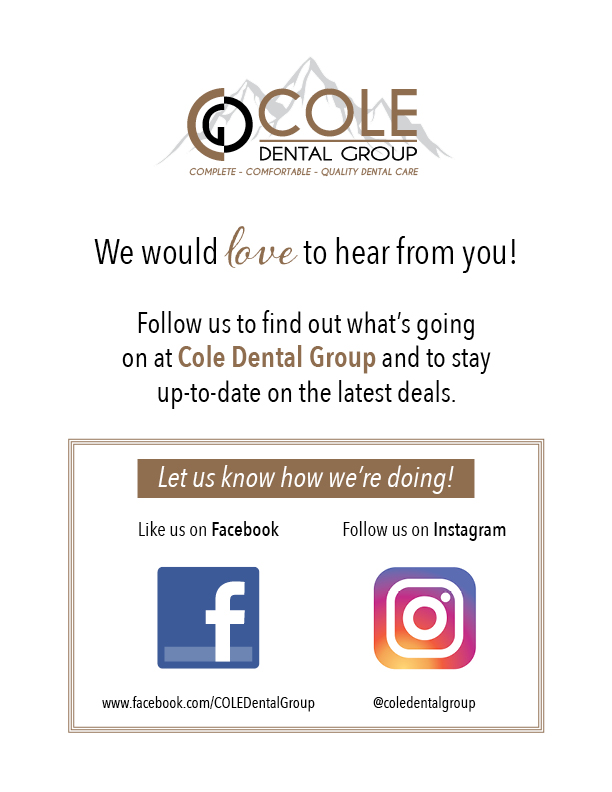 COLE
DENTAL GROUP
COMPLETE - COMFORTABLE - QUALITY DENTAL CARE
We would love to hear from you!
Follow us to find out what's going
on at Cole Dental Group and to stay
up-to-date on the latest deals.
Let us know how we're doing!
Like us on Facebook
Follow us on Instagram
www.facebook.com/COLEDentalGroup
@coledentalgroup